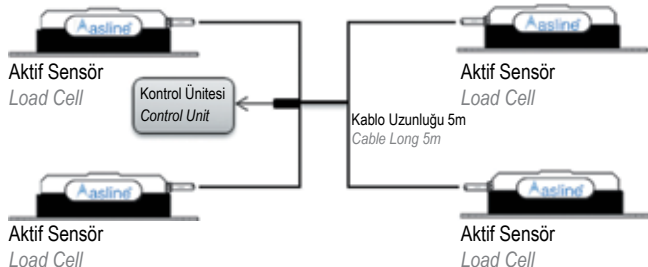 Aasline
Aasline
Aktif Sensör
Load Cell
Aktif Sensör
Load Cell
Kontrol Ünitesi
Control Unit
Kablo Uzunluğu 5m
Cable Long 5m
Aasline
Aasline
Aktif Sensör
Load Cell
Aktif Sensör
Load Cell